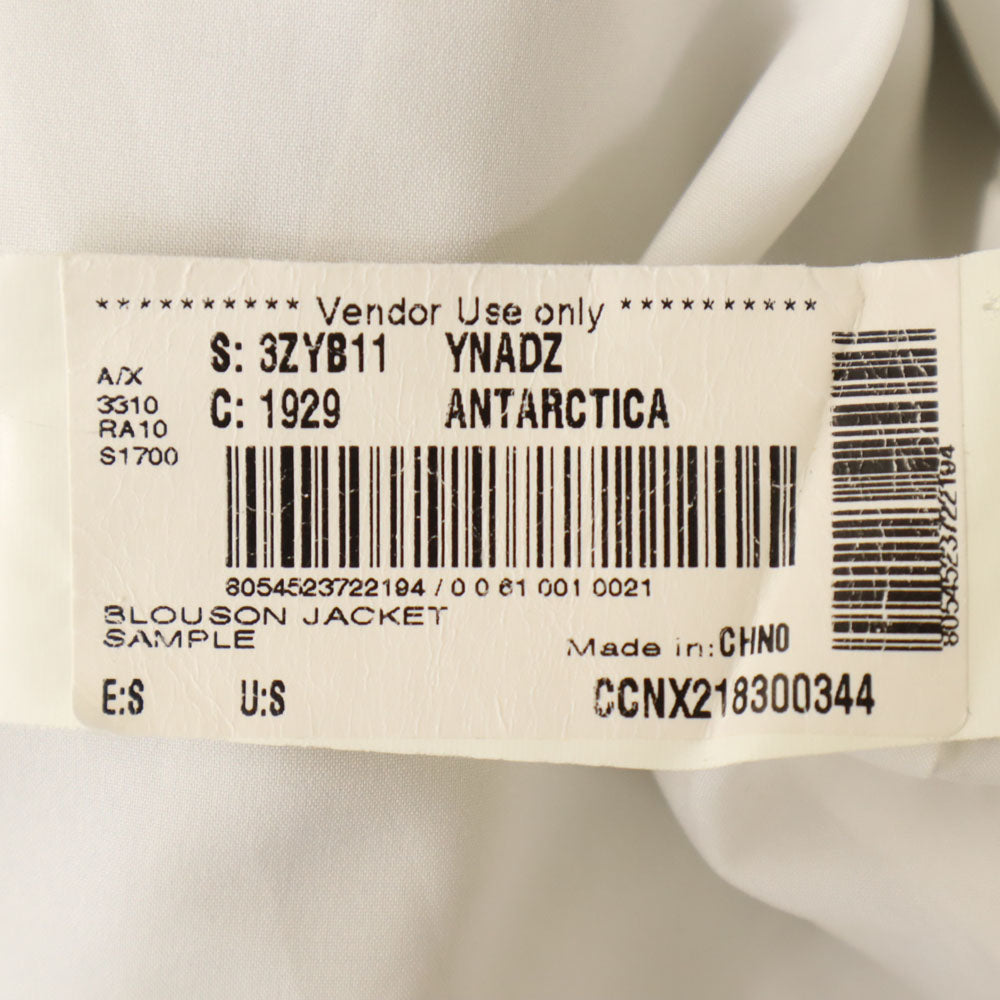 ********** Vendor Use only **********
S: 3ZYB11 YNADZ
A/X
3310
C: 1929 ANTARCTICA
RA10
S1700
8054523722194 / 0 0 61 001 0021
8054523722194
BLOUSON JACKET
SAMPLE
Made in: CHNO
E:S U:S CCNX218300344